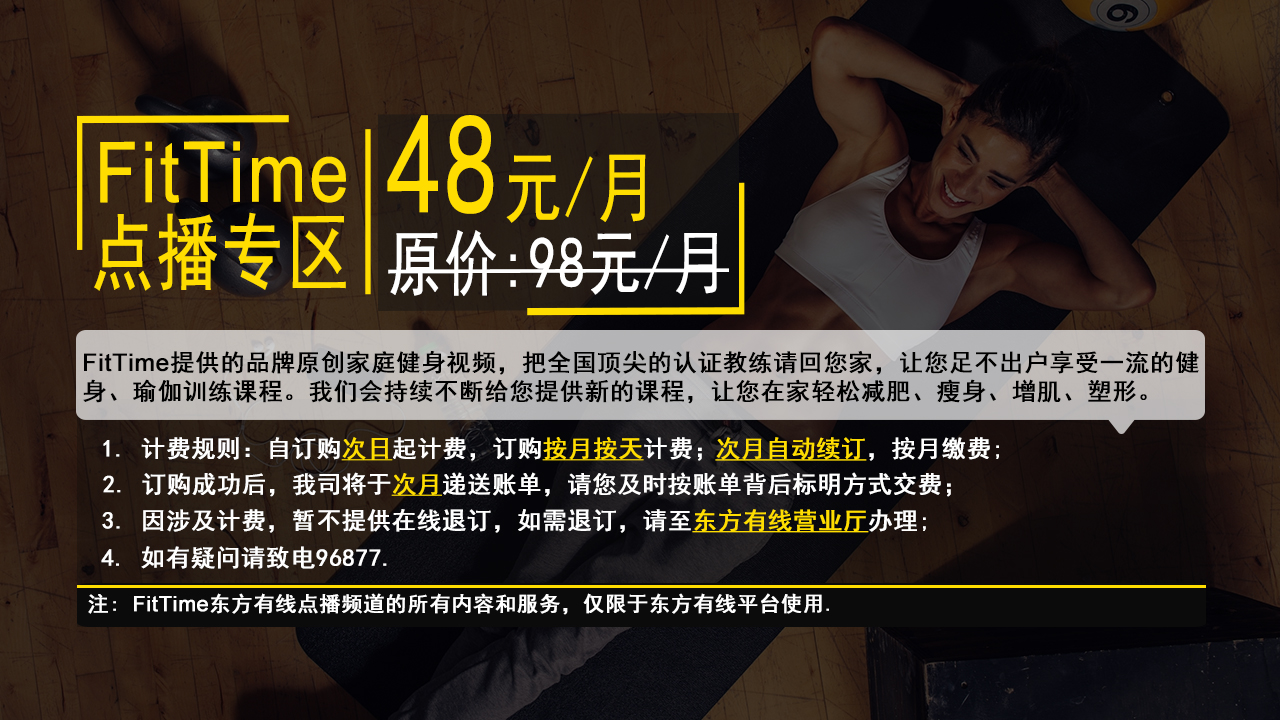 FitTime
点播专区
48元/月
原价:98元/月
FitTime提供的品牌原创家庭健身视频，把全国顶尖的认证教练请回您家，让您足不出户享受一流的健
身、瑜伽训练课程。我们会持续不断给您提供新的课程，让您在家轻松减肥、瘦身、增肌、塑形。
1. 计费规则：自订购次日起计费，订购按月按天计费；次月自动续订，按月缴费;
2. 订购成功后，我司将于次月递送账单，请您及时按账单背后标明方式交费；
3. 因涉及计费，暂不提供在线退订，如需退订，请至东方有线营业厅办理;
4. 如有疑问请致电96877.
注: FitTime东方有线点播频道的所有内容和服务，仅限于东方有线平台使用.
6